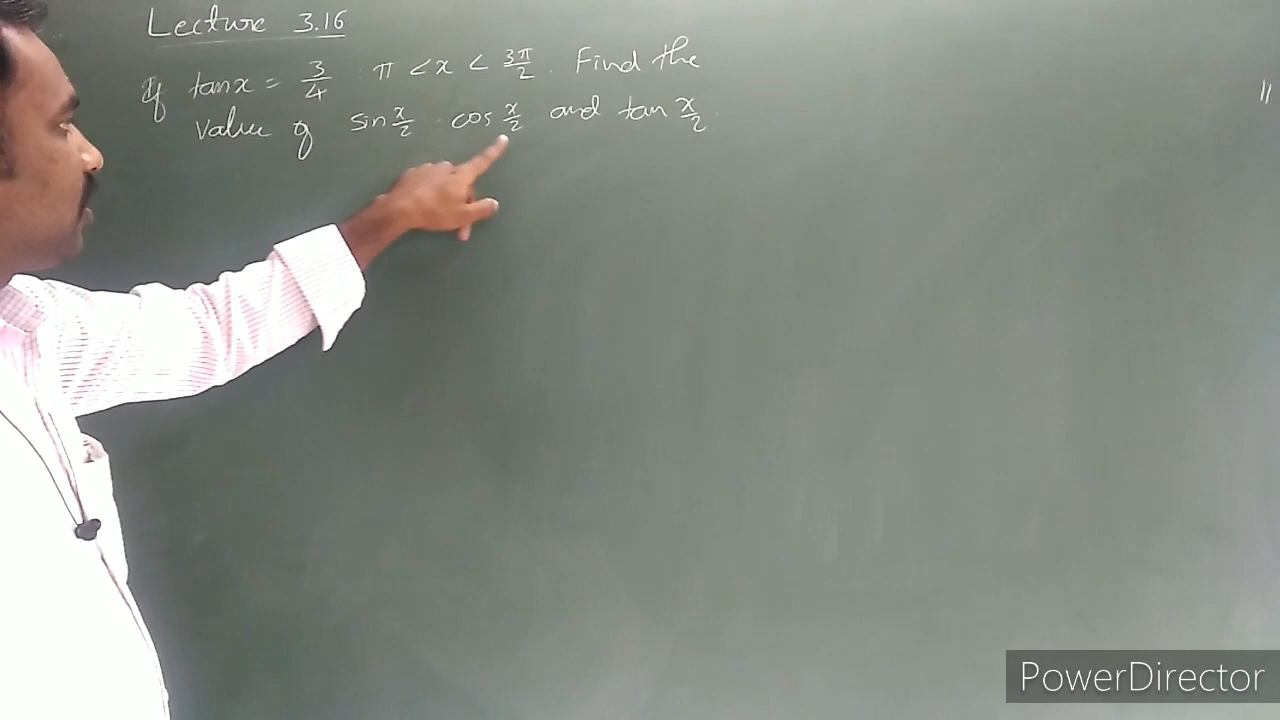 Lecture 3.16
If tanx = 3/4 π < x < 3π/2. Find the
Value of sin x/2 cos x/2 and tan x/2.
PowerDirector